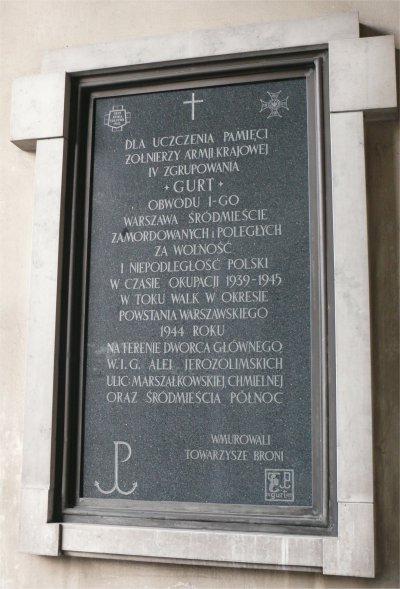 DLA UCZCZENIA PAMIĘCI
ŻOŁNIERZY ARMII KRAJOWEJ
IV ZGRUPOWANIA
"GURT"
OBWODU I-GO
WARSZAWA ŚRÓDMIEŚCIE
ZAMORDOWANYCH i POLEGŁYCH
ZA WOLNOŚĆ
I NIEPODLEGŁOŚĆ POLSKI
W CZASIE OKUPACJI 1939-1945
W TOKU WALK W OKRESIE
POWSTANIA WARSZAWSKIEGO
1944 ROKU
NA TERENIE DWORCA GŁÓWNEGO
W.I.G. ALEI JEROZOLIMSKICH
ULIC: MARSZAŁKOWSKIEJ, CHMIELNEJ
ORAZ ŚRÓDMIEŚCIA PÓŁNOC
WMUROWALI
TOWARZYSZE BRONI
gurt